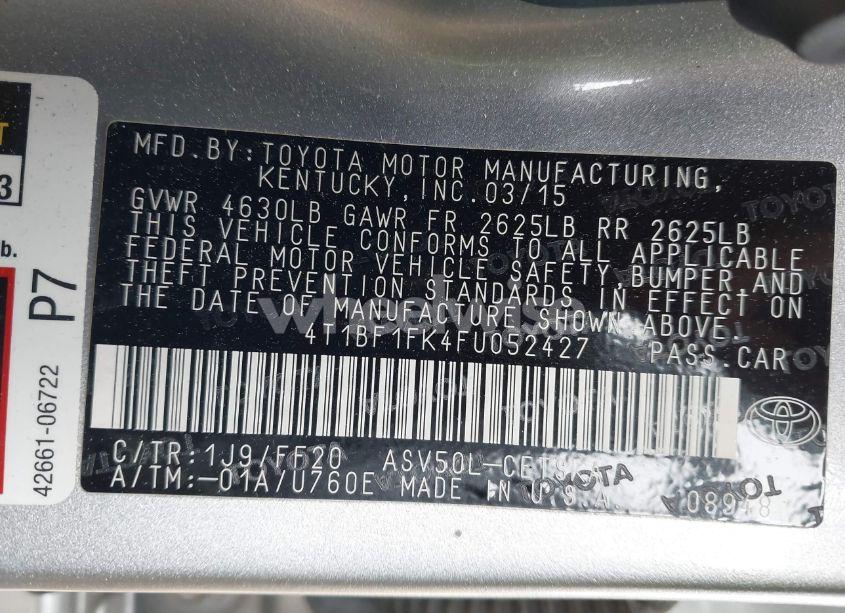 MFD.BY:TOYOTA MOTOR MANUFACTURING,
KENTUCKY,INC.03/15
GVWR 4630LB GAWR FR 2625LB RR 2625LB
THIS VEHICLE CONFORMS TO ALL APPLICABLE
FEDERAL MOTOR VEHICLE SAFETY,BUMPER AND
THEFT PREVENTION STANDARDS IN EFFECT ON
THE DATE OF MANUFACTURE SHOWN ABOVE.
4T1BF1FK4FU052427 PASS.CAR
C/TR:1J9/FF20 ASV50L-CETS
A/TM:-01A/U760E MADE IN U.S.A.
TOYOTA
3
b.
P7
42661-06722